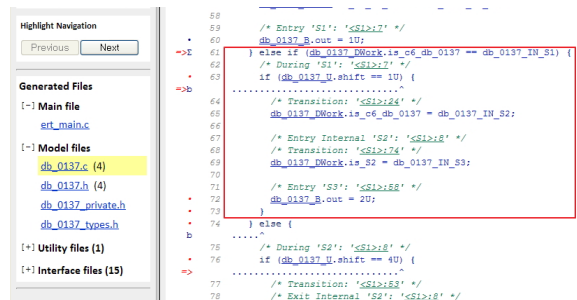 Highlight Navigation
Previous Next
Generated Files
[-] Main file
ert_main.c
[-] Model files
db_0137.c (4)
db_0137.h (4)
db_0137_private.h
db_0137_types.h
[+] Utility files (1)
[+] Interface files (15)
58
59 /* Entry 'S1': '<S1>:7' */
60 db_0137_B.out = 1U;
=>Σ 61 } else if (db_0137_DWork.is_c6_db_0137 == db_0137_IN_S1) {
62 /* During 'S1': '<S1>:7' */
63 if (db_0137_U.shift == 1U) {
=>b ..............................^
64 /* Transition: '<S1>:24' */
65 db_0137_DWork.is_c6_db_0137 = db_0137_IN_S2;
66
67 /* Entry Internal 'S2': '<S1>:8' */
68 /* Transition: '<S1>:74' */
69 db_0137_DWork.is_S2 = db_0137_IN_S3;
70
71 /* Entry 'S3': '<S1>:58' */
72 db_0137_B.out = 2U;
73 }
74 } else {
b .....^
75 /* During 'S2': '<S1>:8' */
76 if (db_0137_U.shift == 4U) {
=> ..............................^
77 /* Transition: '<S1>:53' */
78 /* Exit Internal 'S2': '<S1>:8' */